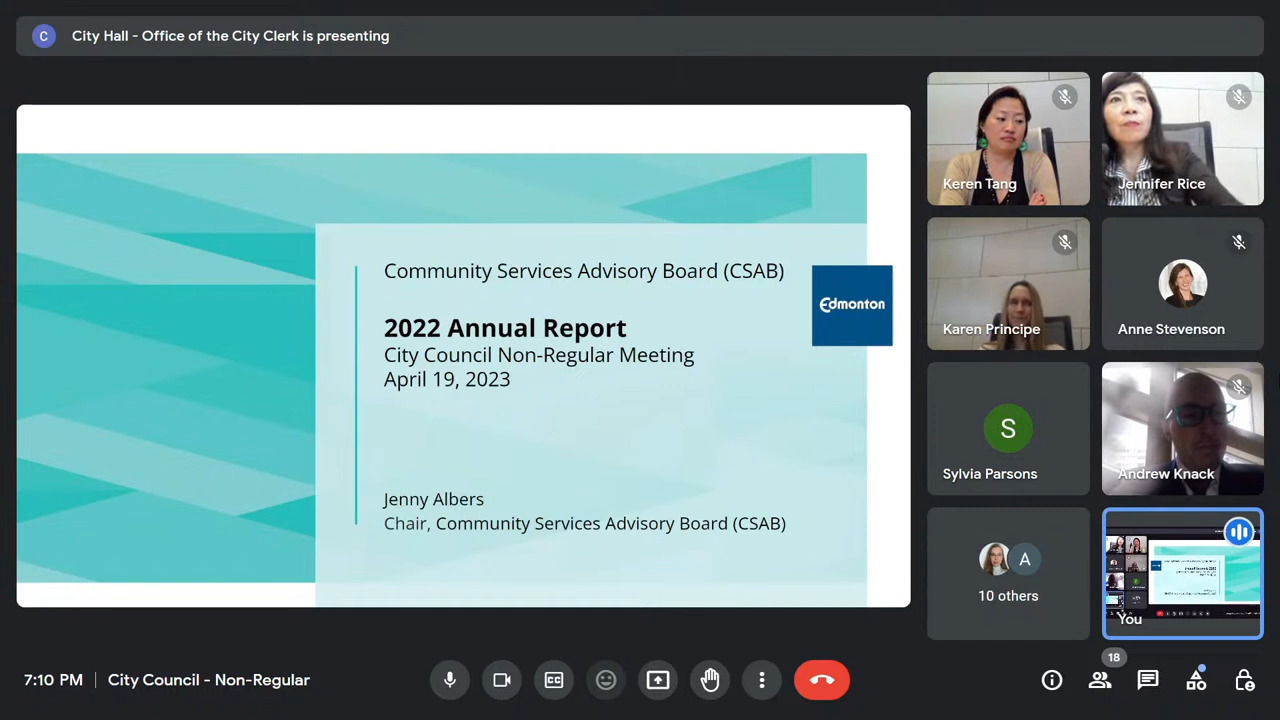 C
City Hall - Office of the City Clerk is presenting
Community Services Advisory Board (CSAB)
2022 Annual Report
City Council Non-Regular Meeting
April 19, 2023
Edmonton
Jenny Albers
Chair, Community Services Advisory Board (CSAB)
Keren Tang
Jennifer Rice
Karen Principe
Anne Stevenson
S
Sylvia Parsons
Andrew Knack
A
10 others
You
7:10 PM
City Council - Non-Regular
CC
18